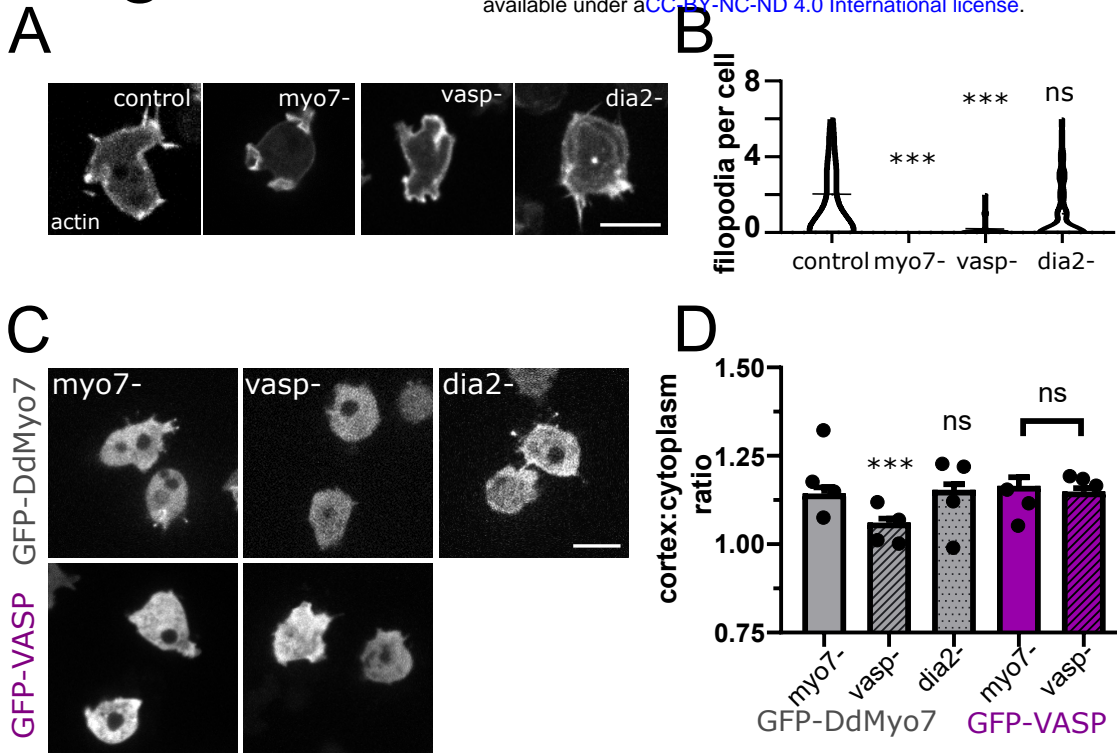 available under aCC-BY-NC-ND 4.0 International license.
A
control
myo7-
vasp-
dia2-
actin
B
filopodia per cell
8
4
0
***
***
ns
control myo7- vasp- dia2-
C
GFP-DdMyo7
myo7-
vasp-
dia2-
GFP-VASP
D
cortex:cytoplasm
ratio
1.50
1.25
1.00
0.75
***
ns
ns
myo7-
vasp-
dia2-
myo7-
vasp-
GFP-DdMyo7
GFP-VASP